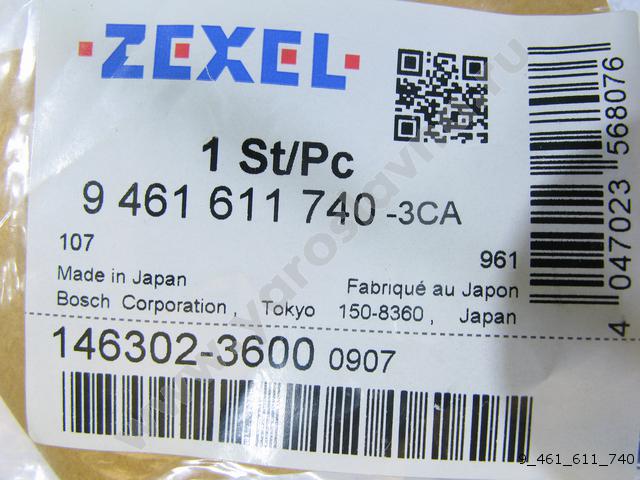 ZEXEL
1 St/Pc
9 461 611 740 -3CA
107
961
Made in Japan
Fabriqué au Japon
Bosch Corporation , Tokyo 150-8360 , Japan
146302-3600 0907
4 047023 568076
9_461_611_740